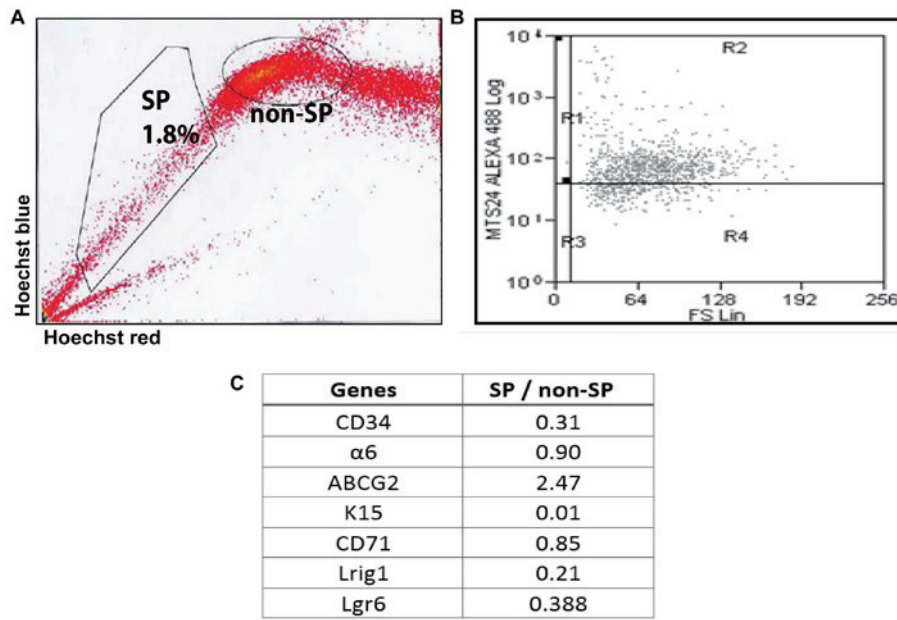 A
SP
1.8%
non-SP
Hoechst blue
Hoechst red
B
10⁴
10³
10²
10¹
10⁰
MTS24 ALEXA 488 Log
R1
R2
R3
R4
0 64 128 192 256
FS Lin
C
Genes SP / non-SP
CD34 0.31
α6 0.90
ABCG2 2.47
K15 0.01
CD71 0.85
Lrig1 0.21
Lgr6 0.388